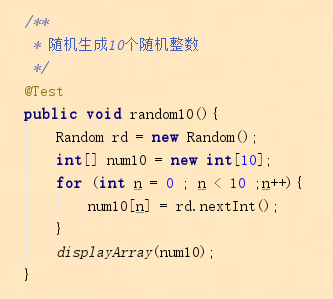 /**
 * 随机生成10个随机整数
 */
@Test
public void random10(){
    Random rd = new Random();
    int[] num10 = new int[10];
    for (int n = 0 ; n < 10 ;n++){
        num10[n] = rd.nextInt();
    }
    displayArray(num10);
}